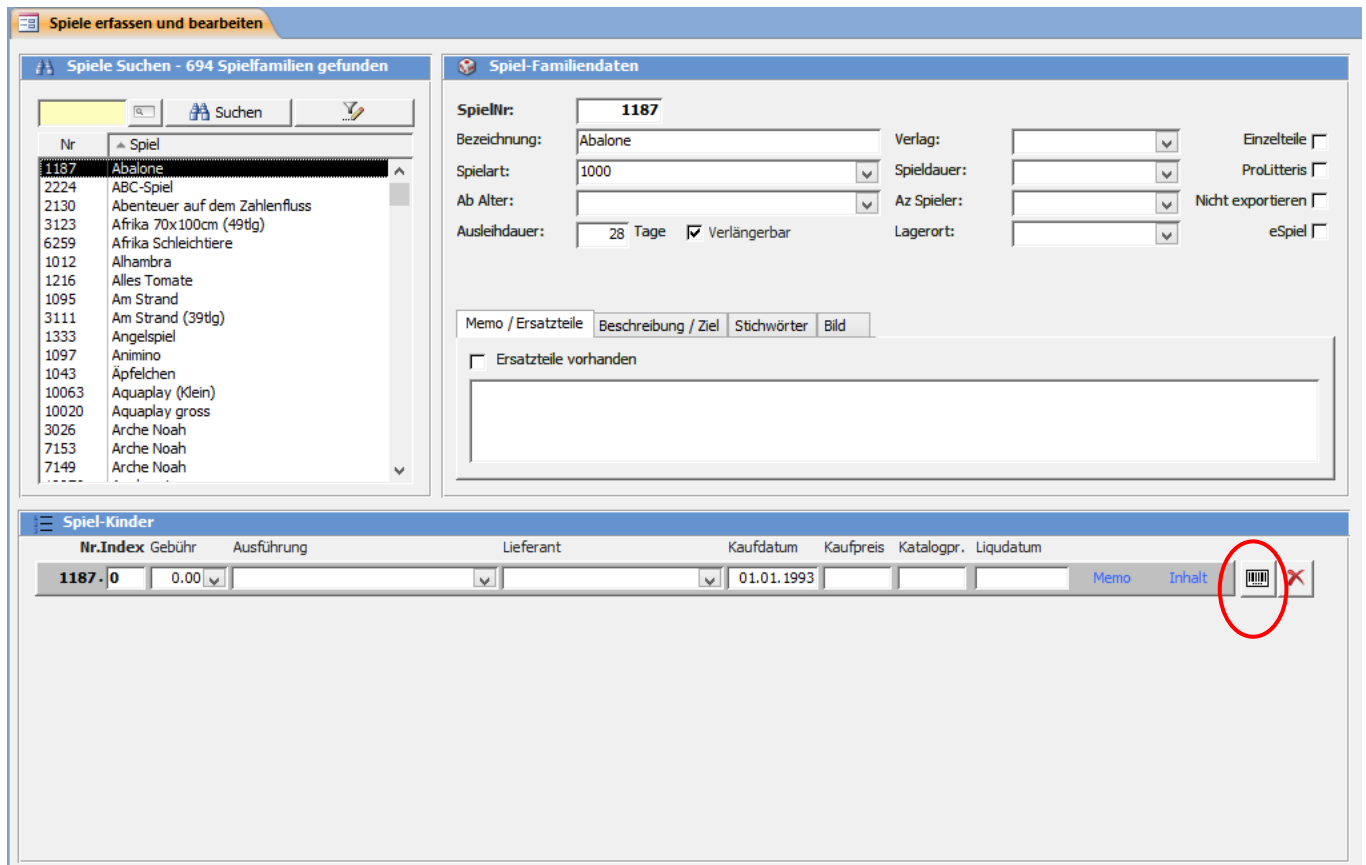 Spiele erfassen und bearbeiten
Spiele Suchen - 694 Spielfamilien gefunden
Suchen
Nr Spiel
1187 Abalone
2224 ABC-Spiel
2130 Abenteuer auf dem Zahlenfluss
3123 Afrika 70x100cm (49tlg)
6259 Afrika Schleichtiere
1012 Alhambra
1216 Alles Tomate
1095 Am Strand
3111 Am Strand (39tlg)
1333 Angelspiel
1097 Animino
1043 Äpfelchen
10063 Aquaplay (Klein)
10020 Aquaplay gross
3026 Arche Noah
7153 Arche Noah
7149 Arche Noah
Spiel-Familiendaten
SpielNr: 1187
Bezeichnung: Abalone Verlag: Einzelteile
Spielart: 1000 Spieldauer: ProLitteris
Ab Alter: Az Spieler: Nicht exportieren
Ausleihdauer: 28 Tage Verlängerbar Lagerort: eSpiel
Memo / Ersatzteile Beschreibung / Ziel Stichwörter Bild
Ersatzteile vorhanden
Spiel-Kinder
Nr.Index Gebühr Ausführung Lieferant Kaufdatum Kaufpreis Katalogpr. Liqudatum
1187. 0 0.00 01.01.1993 Memo Inhalt